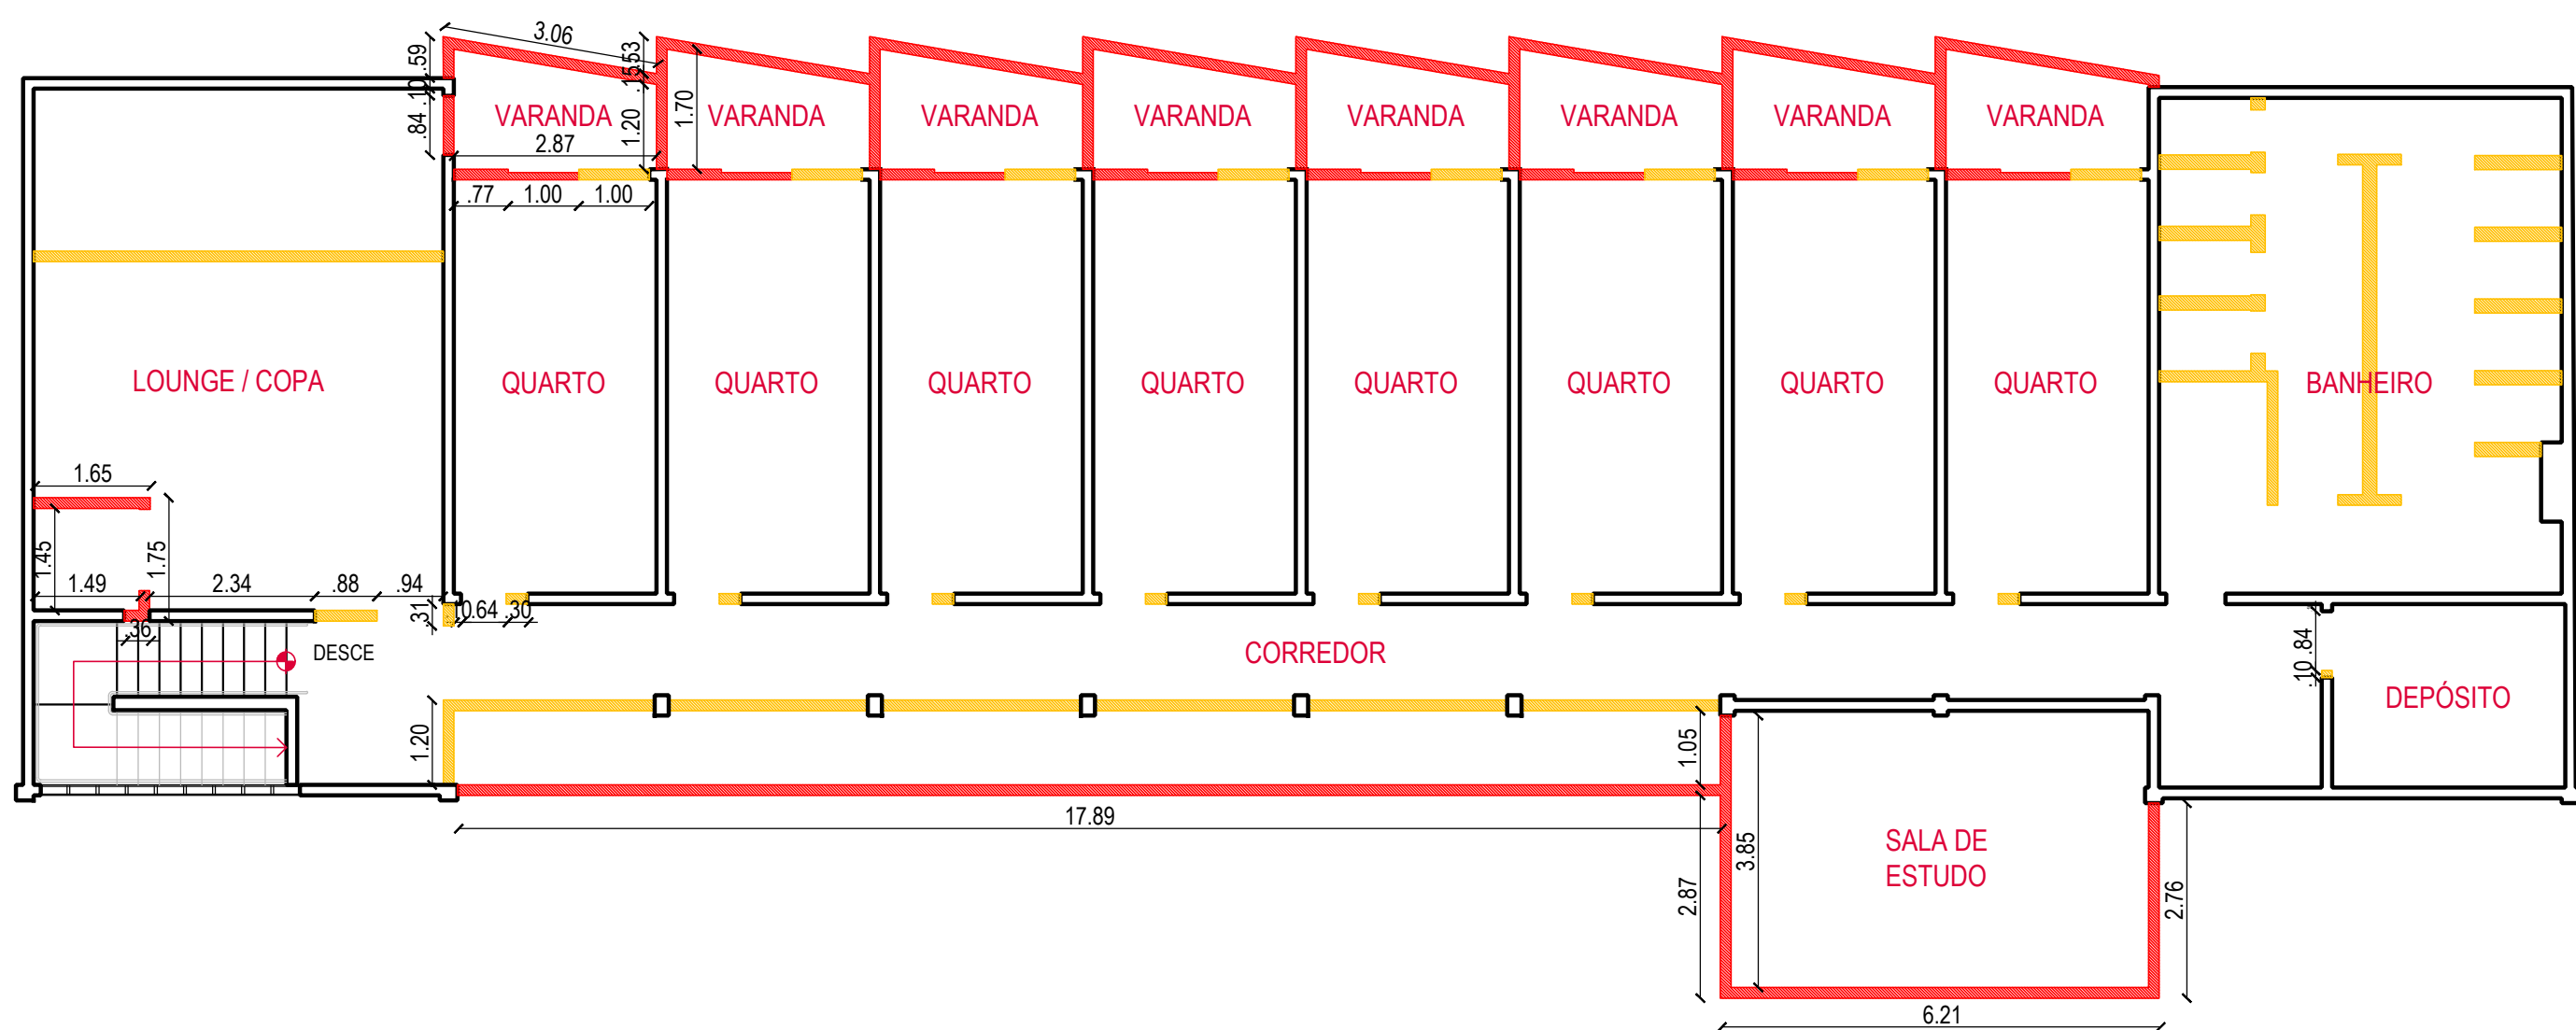 3.06
.59
.10
.84
.53
.15
1.20
1.70
VARANDA
VARANDA
VARANDA
VARANDA
VARANDA
VARANDA
VARANDA
VARANDA
2.87
.77
1.00
1.00
LOUNGE / COPA
QUARTO
QUARTO
QUARTO
QUARTO
QUARTO
QUARTO
QUARTO
QUARTO
BANHEIRO
1.65
1.45
1.75
1.49
2.34
.88
.94
.31
.64
.30
.36
DESCE
CORREDOR
.84
.10
DEPÓSITO
1.20
1.05
17.89
3.85
2.87
SALA DE
ESTUDO
2.76
6.21